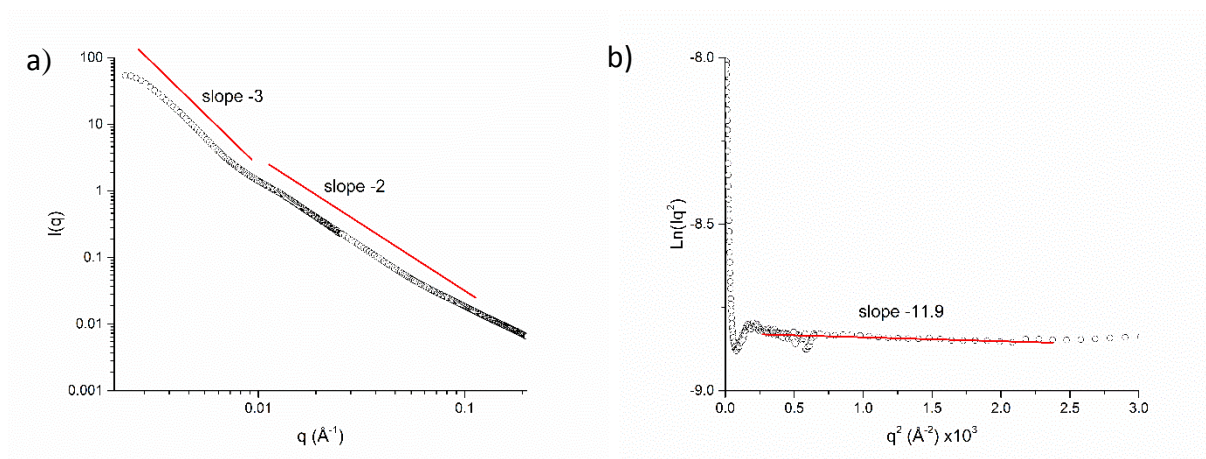 a)
100
10
1
0.1
0.01
0.001
I(q)
slope -3
slope -2
0.01
0.1
q (Å⁻¹)
b)
-8.0
-8.5
-9.0
Ln(Iq²)
slope -11.9
0.0
0.5
1.0
1.5
2.0
2.5
3.0
q² (Å⁻²) x10³